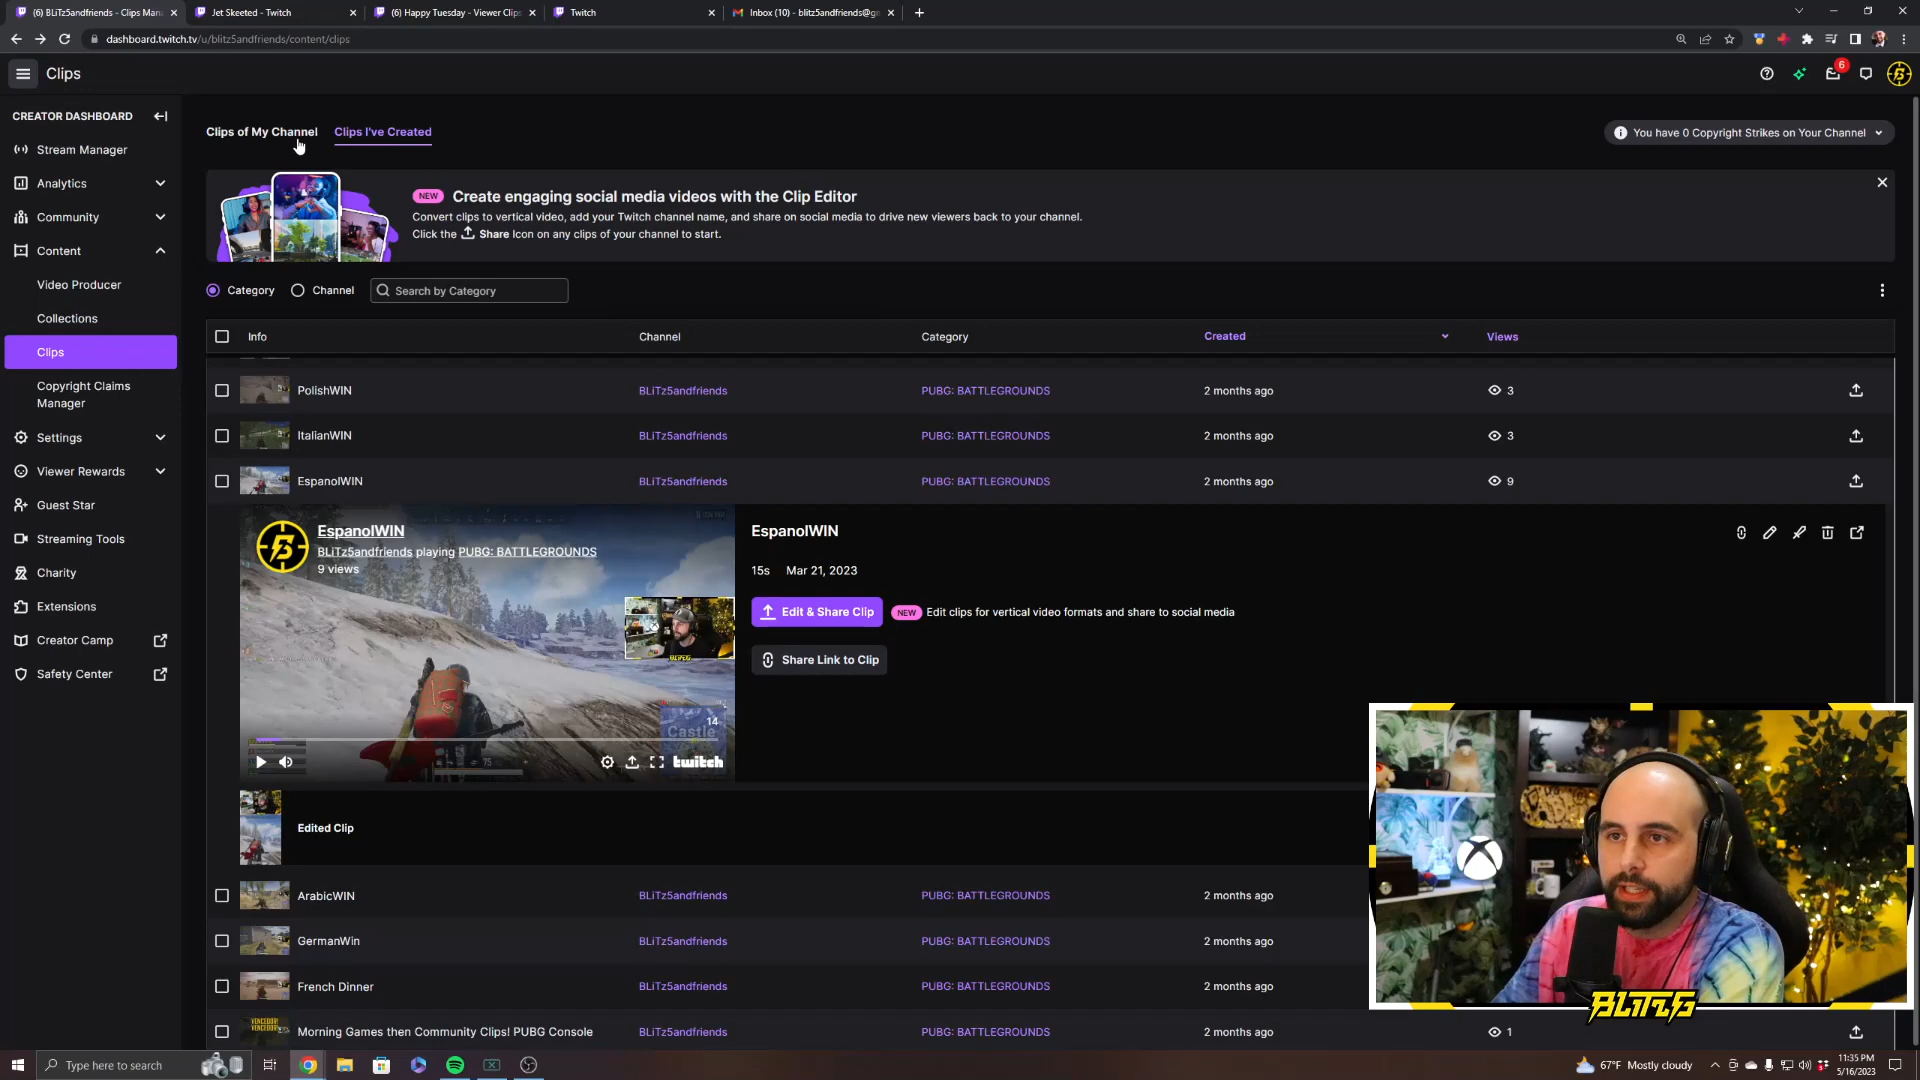 (6) BLiTz5andfriends - Clips Man
Jet Skeeted - Twitch
(6) Happy Tuesday - Viewer Clips
Twitch
Inbox (10) - blitz5andfriends@gm
dashboard.twitch.tv/u/blitz5andfriends/content/clips
Clips
6
CREATOR DASHBOARD
Stream Manager
Analytics
Community
Content
Video Producer
Collections
Clips
Copyright Claims
Manager
Settings
Viewer Rewards
Guest Star
Streaming Tools
Charity
Extensions
Creator Camp
Safety Center
Clips of My Channel
Clips I've Created
You have 0 Copyright Strikes on Your Channel
NEW Create engaging social media videos with the Clip Editor
Convert clips to vertical video, add your Twitch channel name, and share on social media to drive new viewers back to your channel.
Click the Share Icon on any clips of your channel to start.
Category Channel Search by Category
Info Channel Category Created Views
PolishWIN BLiTz5andfriends PUBG: BATTLEGROUNDS 2 months ago 3
ItalianWIN BLiTz5andfriends PUBG: BATTLEGROUNDS 2 months ago 3
EspanolWIN BLiTz5andfriends PUBG: BATTLEGROUNDS 2 months ago 9
EspanolWIN
BLiTz5andfriends playing PUBG: BATTLEGROUNDS
9 views
14
Castle
75
twitch
EspanolWIN
15s Mar 21, 2023
Edit & Share Clip NEW Edit clips for vertical video formats and share to social media
Share Link to Clip
Edited Clip
ArabicWIN BLiTz5andfriends PUBG: BATTLEGROUNDS 2 months ago
GermanWin BLiTz5andfriends PUBG: BATTLEGROUNDS 2 months ago
French Dinner BLiTz5andfriends PUBG: BATTLEGROUNDS 2 months ago
Morning Games then Community Clips! PUBG Console BLiTz5andfriends PUBG: BATTLEGROUNDS 2 months ago 1
BLiTz5
Type here to search
67°F Mostly cloudy
11:35 PM
5/16/2023